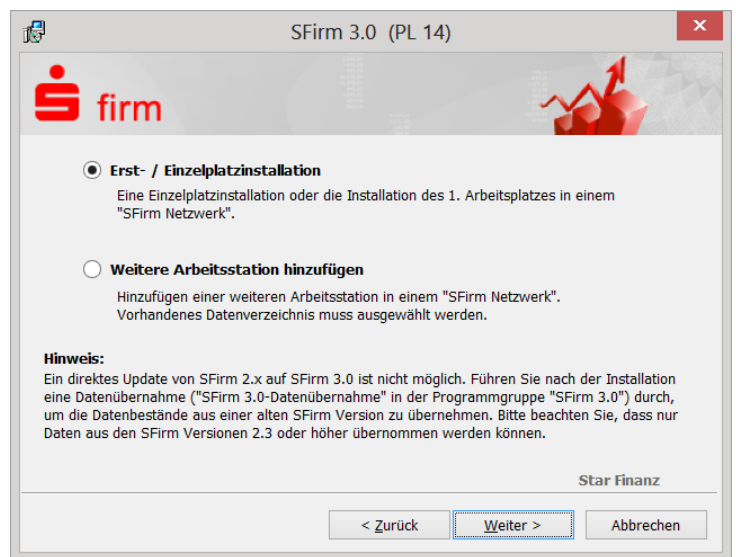 SFirm 3.0 (PL 14)
firm
Erst- / Einzelplatzinstallation
Eine Einzelplatzinstallation oder die Installation des 1. Arbeitsplatzes in einem
"SFirm Netzwerk".
Weitere Arbeitsstation hinzufügen
Hinzufügen einer weiteren Arbeitsstation in einem "SFirm Netzwerk".
Vorhandenes Datenverzeichnis muss ausgewählt werden.
Hinweis:
Ein direktes Update von SFirm 2.x auf SFirm 3.0 ist nicht möglich. Führen Sie nach der Installation
eine Datenübernahme ("SFirm 3.0-Datenübernahme" in der Programmgruppe "SFirm 3.0") durch,
um die Datenbestände aus einer alten SFirm Version zu übernehmen. Bitte beachten Sie, dass nur
Daten aus den SFirm Versionen 2.3 oder höher übernommen werden können.
Star Finanz
< Zurück
Weiter >
Abbrechen